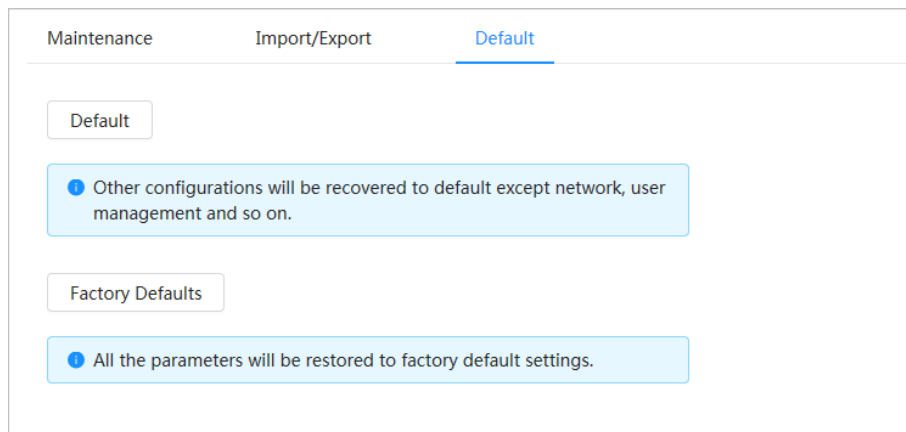 Maintenance Import/Export Default
Default
Other configurations will be recovered to default except network, user
management and so on.
Factory Defaults
All the parameters will be restored to factory default settings.